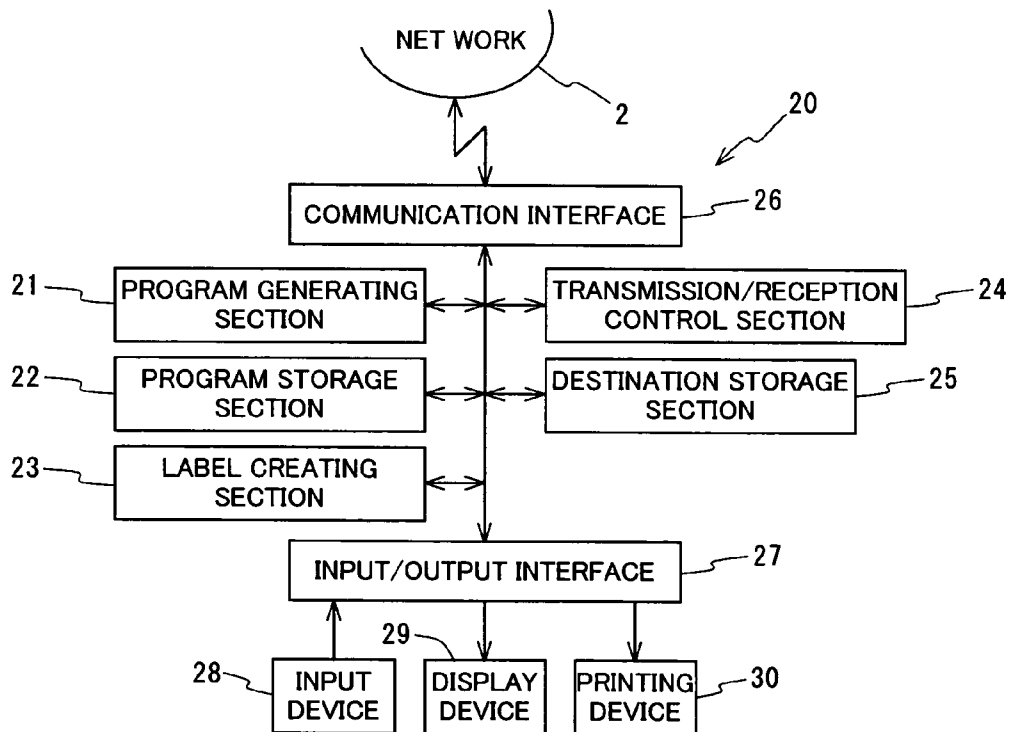 NET WORK
2
20
COMMUNICATION INTERFACE
26
21
PROGRAM GENERATING
SECTION
TRANSMISSION/RECEPTION
CONTROL SECTION
24
22
PROGRAM STORAGE
SECTION
DESTINATION STORAGE
SECTION
25
23
LABEL CREATING
SECTION
INPUT/OUTPUT INTERFACE
27
28
INPUT
DEVICE
29
DISPLAY
DEVICE
PRINTING
DEVICE
30